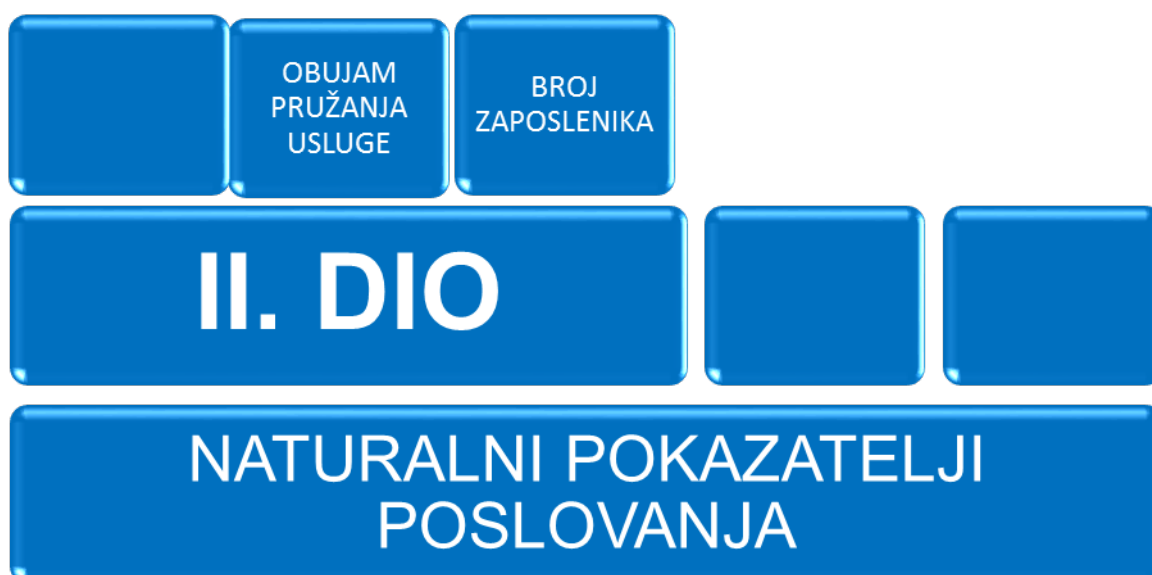 OBUJAM
PRUŽANJA
USLUGE
BROJ
ZAPOSLENIKA
II. DIO
NATURALNI POKAZATELJI
POSLOVANJA